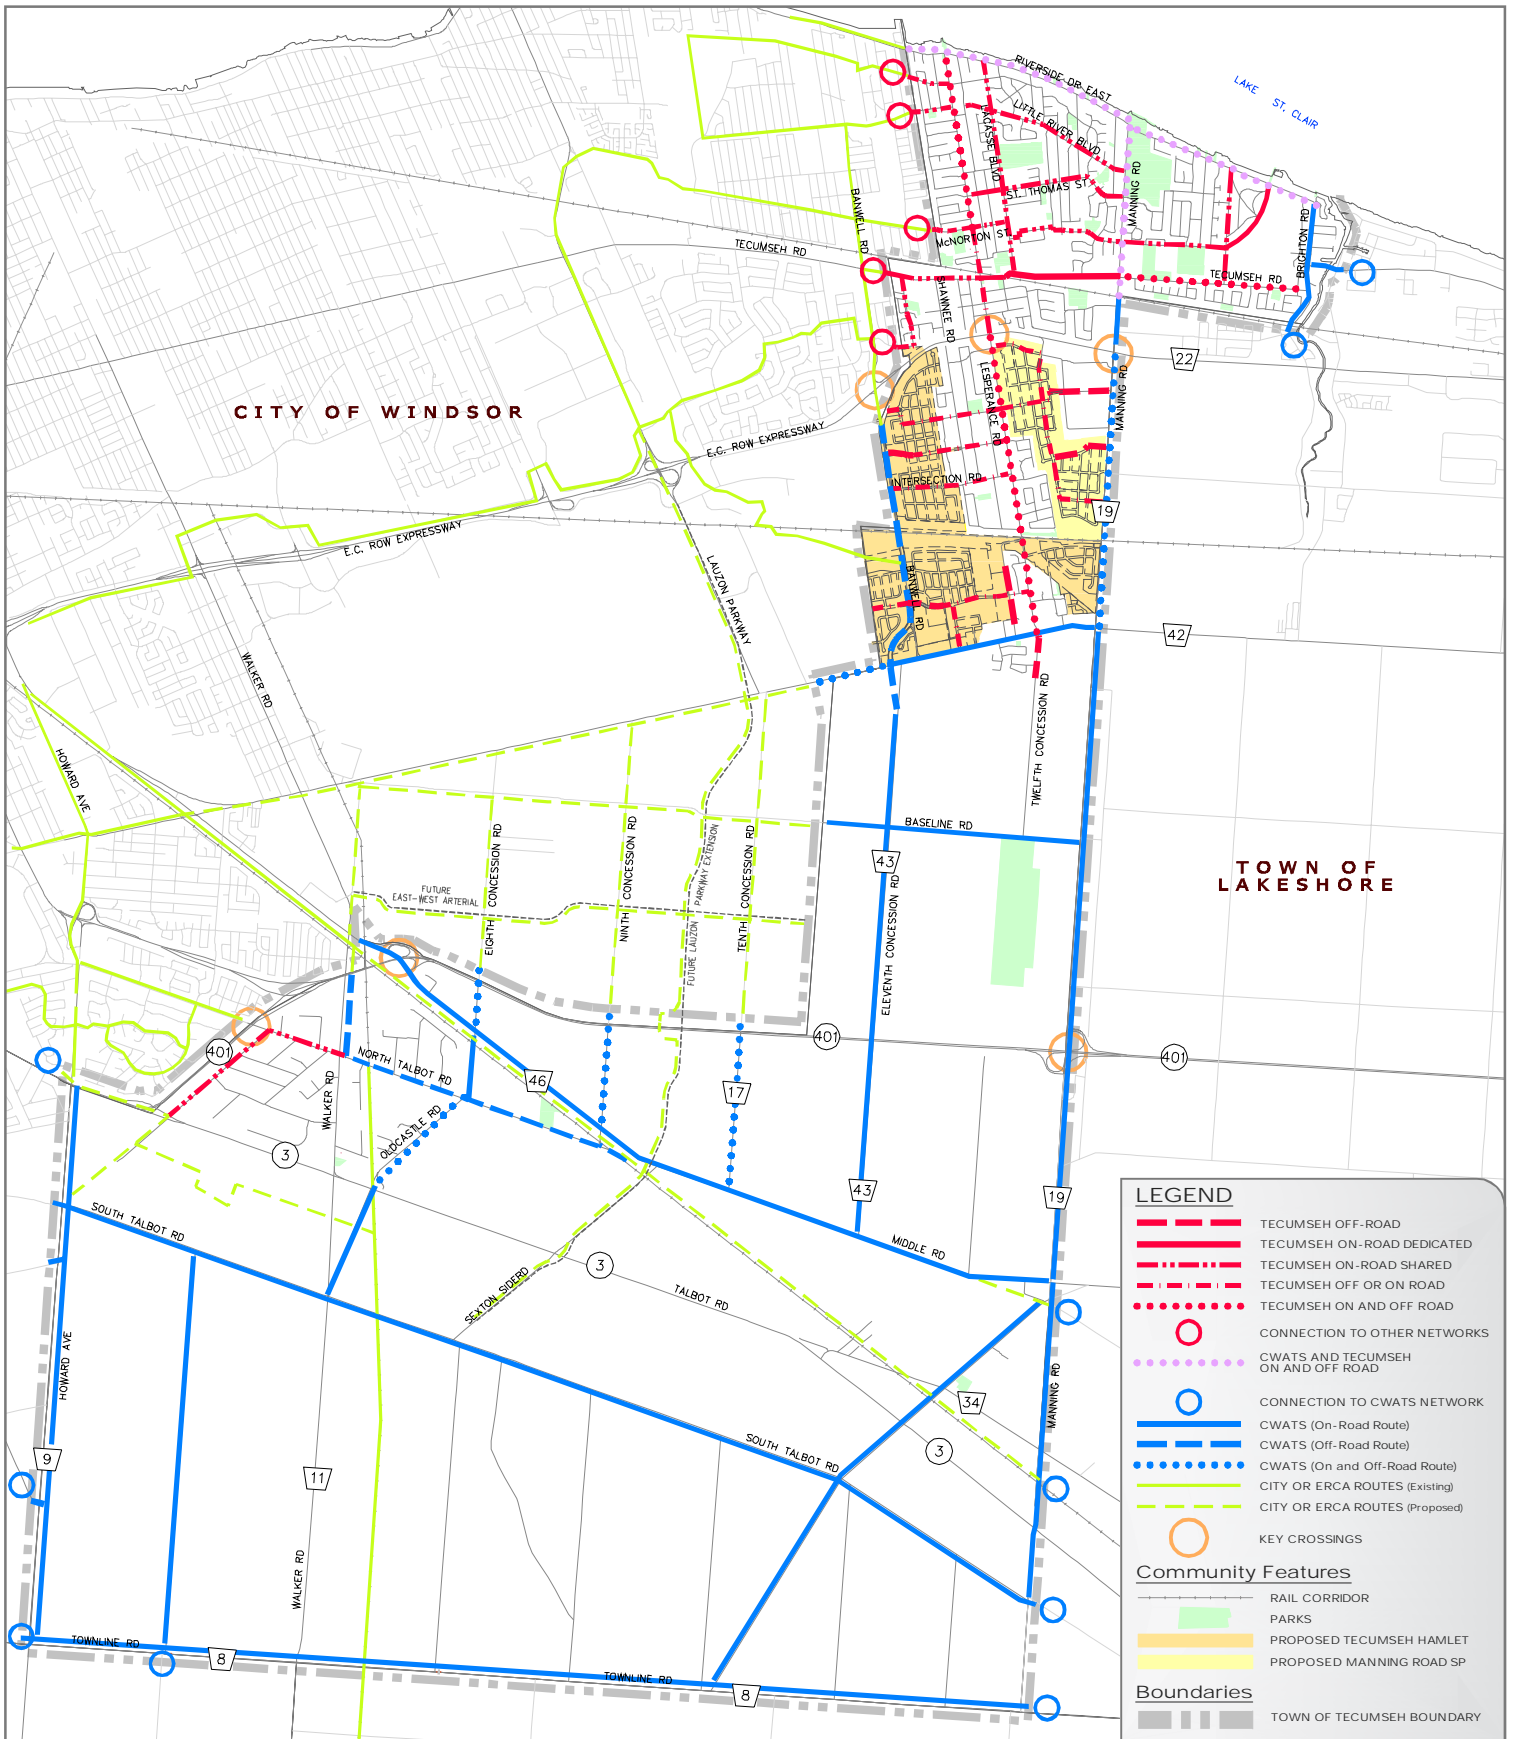 RIVERSIDE DR EAST
LAKE ST. CLAIR
LITTLE RIVER BLVD
LACASSE BLVD
ST. THOMAS ST.
MANNING RD
BANWELL RD
McNORTON ST.
TECUMSEH RD
TECUMSEH RD
BRIGHTON RD
SHAWNEE RD
22
CITY OF WINDSOR
LESPERANCE RD
MANNING RD
E.C. ROW EXPRESSWAY
INTERSECTION RD
19
E.C. ROW EXPRESSWAY
LAUZON PARKWAY
BANWELL RD
42
WALKER RD
TWELFTH CONCESSION RD
HOWARD AVE
BASELINE RD
43
TOWN OF
LAKESHORE
EIGHTH CONCESSION RD
NINTH CONCESSION RD
FUTURE LAUZON PARKWAY EXTENSION
TENTH CONCESSION RD
FUTURE
EAST-WEST ARTERIAL
ELEVENTH CONCESSION RD
401
401
401
NORTH TALBOT RD
46
17
WALKER RD
OLDCASTLE RD
3
43
19
SOUTH TALBOT RD
MIDDLE RD
3
SEXTON SIDERD
TALBOT RD
HOWARD AVE
MANNING RD
34
9
11
SOUTH TALBOT RD
3
WALKER RD
TOWNLINE RD
8
TOWNLINE RD
8
LEGEND
TECUMSEH OFF-ROAD
TECUMSEH ON-ROAD DEDICATED
TECUMSEH ON-ROAD SHARED
TECUMSEH OFF OR ON ROAD
TECUMSEH ON AND OFF ROAD
CONNECTION TO OTHER NETWORKS
CWATS AND TECUMSEH
ON AND OFF ROAD
CONNECTION TO CWATS NETWORK
CWATS (On-Road Route)
CWATS (Off-Road Route)
CWATS (On and Off-Road Route)
CITY OR ERCA ROUTES (Existing)
CITY OR ERCA ROUTES (Proposed)
KEY CROSSINGS
Community Features
RAIL CORRIDOR
PARKS
PROPOSED TECUMSEH HAMLET
PROPOSED MANNING ROAD SP
Boundaries
TOWN OF TECUMSEH BOUNDARY